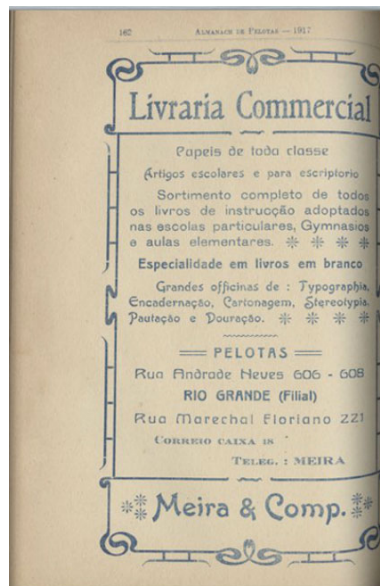 162 ALMANACH DE PELOTAS — 1917
Livraria Commercial
Papeis de toda classe
Artigos escolares e para escriptorio
Sortimento completo de todos
os livros de instrucção adoptados
nas escolas particulares, Gymnasios
e aulas elementares. * * * *
Especialidade em livros em branco
Grandes officinas de : Typographia,
Encadernação, Cartonagem, Stereotypia,
Pautação e Douração. * * * *
PELOTAS
Rua Andrade Neves 606 - 608
RIO GRANDE (Filial)
Rua Marechal Floriano 221
CORREIO CAIXA 18
TELEG. : MEIRA
Meira & Comp.